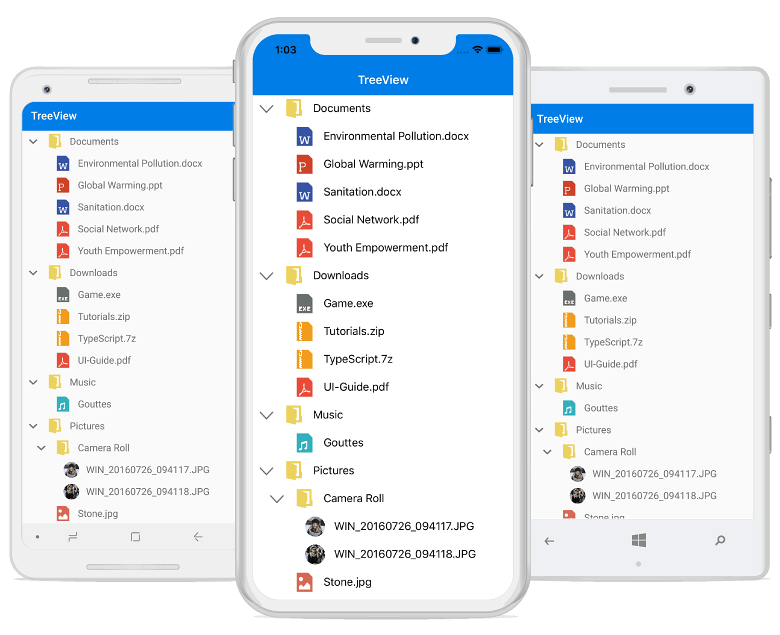 TreeView
Documents
Environmental Pollution.docx
Global Warming.ppt
Sanitation.docx
Social Network.pdf
Youth Empowerment.pdf
Downloads
Game.exe
Tutorials.zip
TypeScript.7z
UI-Guide.pdf
Music
Gouttes
Pictures
Camera Roll
WIN_20160726_094117.JPG
WIN_20160726_094118.JPG
Stone.jpg
1:03
TreeView
Documents
W Environmental Pollution.docx
P Global Warming.ppt
W Sanitation.docx
Social Network.pdf
Youth Empowerment.pdf
Downloads
EXE Game.exe
Tutorials.zip
TypeScript.7z
UI-Guide.pdf
Music
Gouttes
Pictures
Camera Roll
WIN_20160726_094117.JPG
WIN_20160726_094118.JPG
Stone.jpg
TreeView
Documents
Environmental Pollution.docx
Global Warming.ppt
Sanitation.docx
Social Network.pdf
Youth Empowerment.pdf
Downloads
Game.exe
Tutorials.zip
TypeScript.7z
UI-Guide.pdf
Music
Gouttes
Pictures
Camera Roll
WIN_20160726_094117.JPG
WIN_20160726_094118.JPG
Stone.jpg